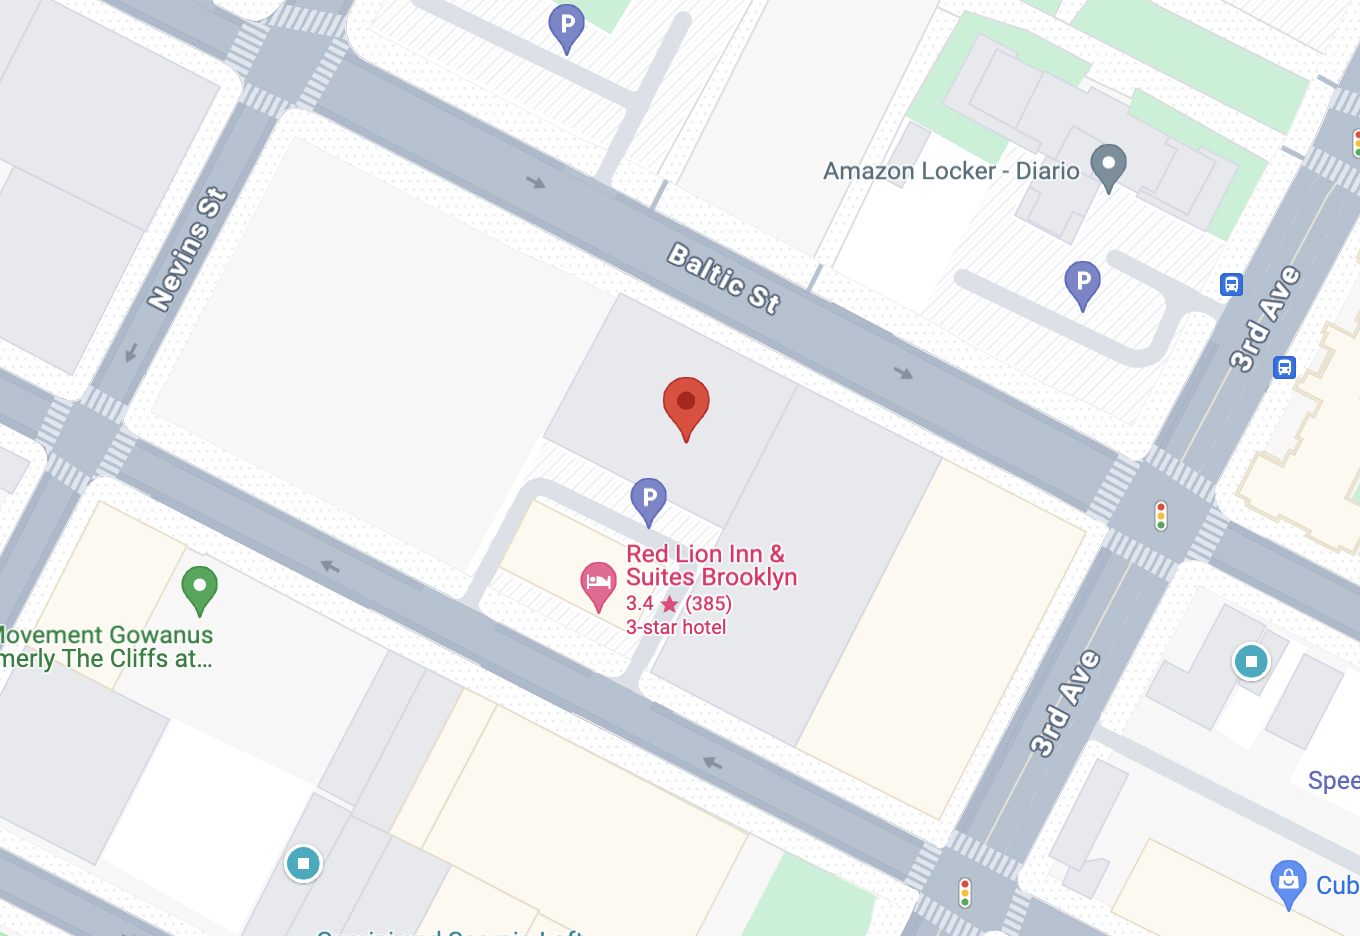 P
Amazon Locker - Diario
Nevins St
Baltic St
P
3rd Ave
P
Red Lion Inn &
Suites Brooklyn
3.4 ★ (385)
3-star hotel
Movement Gowanus
merly The Cliffs at...
3rd Ave
Spee
Cub